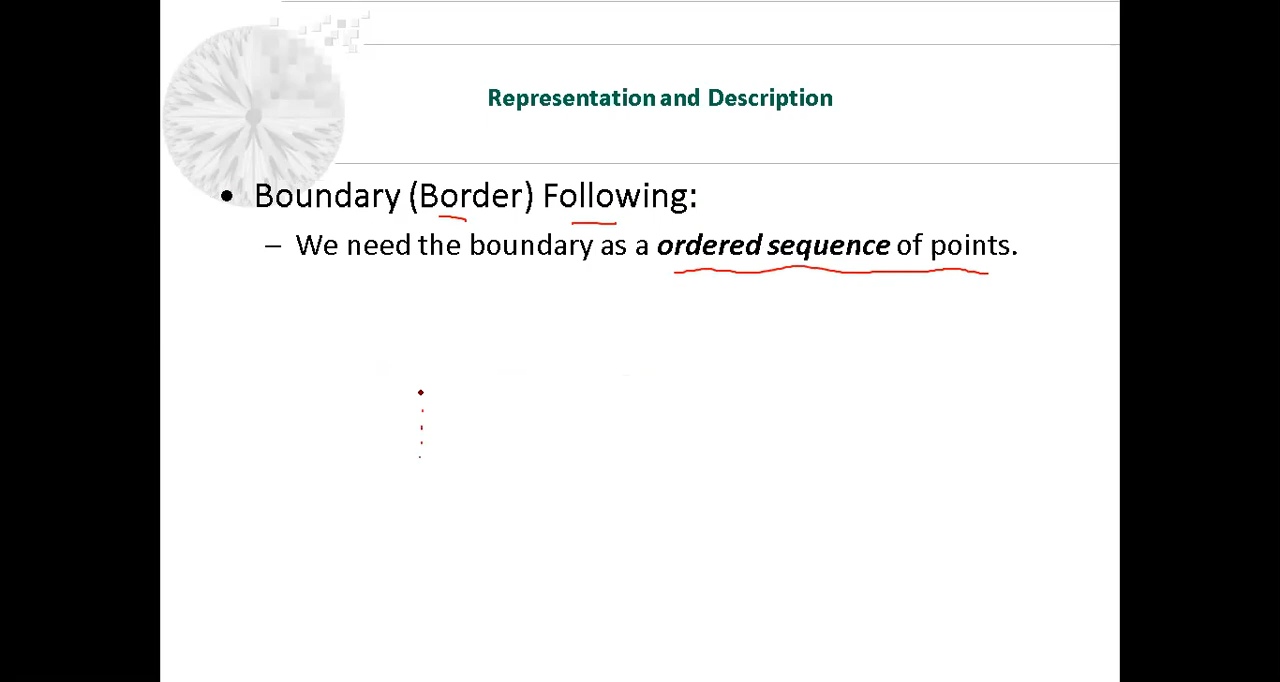 Representation and Description
• Boundary (Border) Following:
– We need the boundary as a ordered sequence of points.